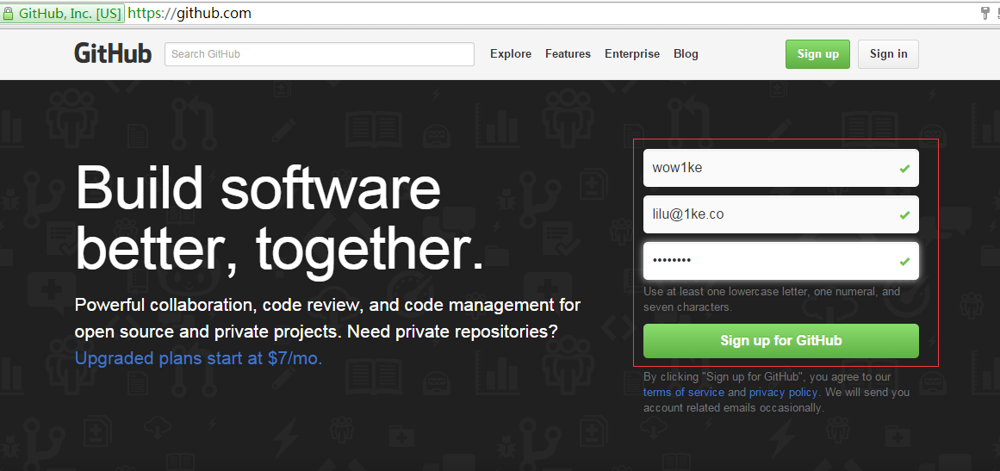 GitHub, Inc. [US] https://github.com
GitHub Search GitHub Explore Features Enterprise Blog Sign up Sign in
Build software
better, together.
Powerful collaboration, code review, and code management for
open source and private projects. Need private repositories?
Upgraded plans start at $7/mo.
wow1ke
lilu@1ke.co
••••••••
Use at least one lowercase letter, one numeral, and
seven characters.
Sign up for GitHub
By clicking "Sign up for GitHub", you agree to our
terms of service and privacy policy. We will send you
account related emails occasionally.